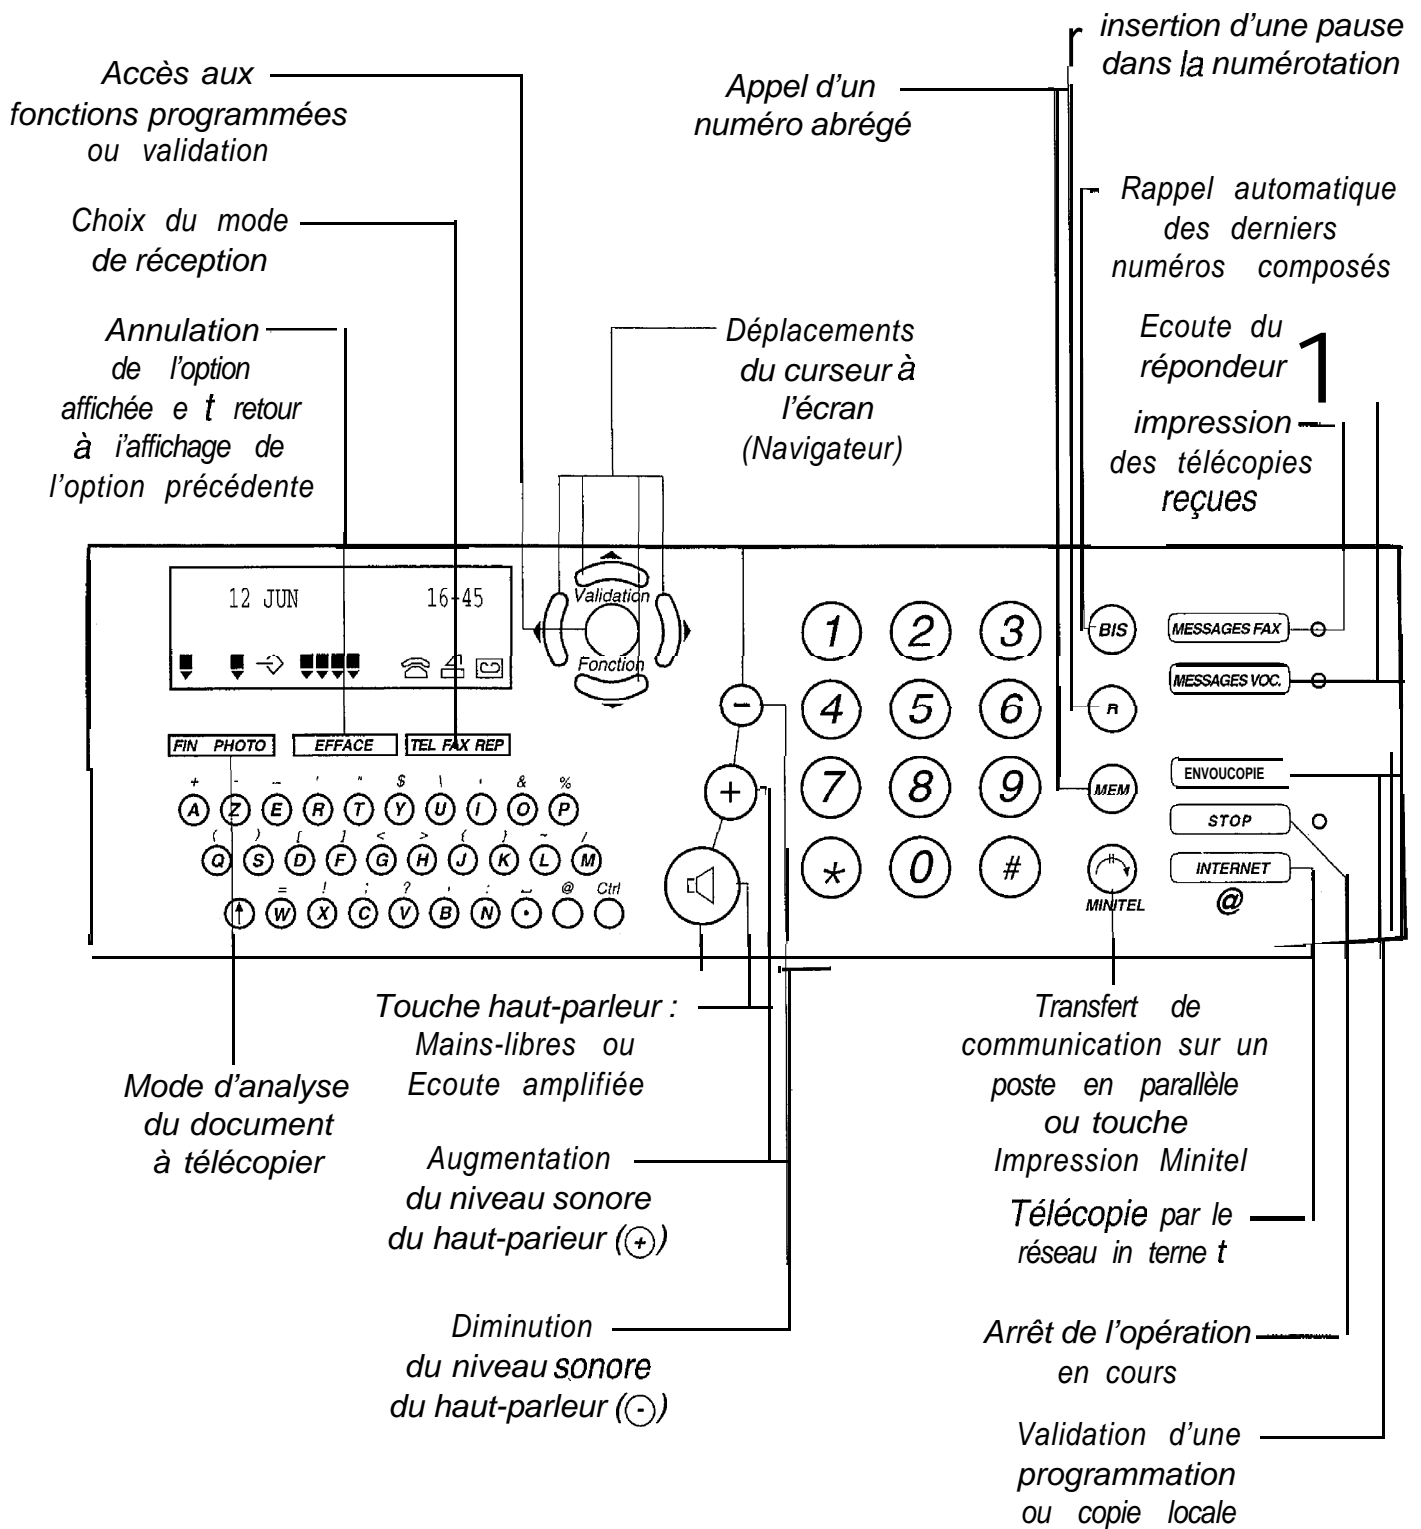 insertion d'une pause
dans la numérotation
Accès aux
fonctions programmées
ou validation
Appel d'un
numéro abrégé
Choix du mode
de réception
Rappel automatique
des derniers
numéros composés
Annulation
de l'option
affichée e t retour
à i'affichage de
l'option précédente
Déplacements
du curseur à
l'écran
(Navigateur)
Ecoute du
répondeur
impression
des télécopies
reçues
12 JUN 16-45
Validation
Fonction
FIN PHOTO
EFFACE
TEL FAX REP
+ - _ ' " $ \ ' & %
A Z E R T Y U I O P
( ) [ ] < > { } ~ /
Q S D F G H J K L M
= ! ; ? ' : @ Ctrl
↑ W X C V B N •
-
+
1 2 3
4 5 6
7 8 9
* 0 #
BIS
R
MEM
MINITEL
MESSAGES FAX
MESSAGES VOC.
ENVOUCOPIE
STOP
INTERNET
@
Touche haut-parleur :
Mains-libres ou
Ecoute amplifiée
Mode d'analyse
du document
à télécopier
Augmentation
du niveau sonore
du haut-parieur (+)
Diminution
du niveau sonore
du haut-parleur (-)
Transfert de
communication sur un
poste en parallèle
ou touche
Impression Minitel
Télécopie par le
réseau in terne t
Arrêt de l'opération
en cours
Validation d'une
programmation
ou copie locale